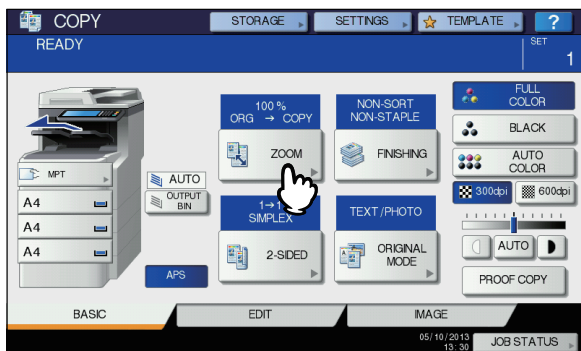 COPY
STORAGE
SETTINGS
TEMPLATE
?
READY
SET
1
100 %
ORG → COPY
NON-SORT
NON-STAPLE
FULL
COLOR
ZOOM
FINISHING
BLACK
AUTO
COLOR
MPT
AUTO
OUTPUT
BIN
300dpi
600dpi
A4
A4
A4
A4
SIMPLEX
TEXT/PHOTO
2-SIDED
ORIGINAL
MODE
AUTO
APS
PROOF COPY
BASIC
EDIT
IMAGE
05/10/2013
13:30
JOB STATUS